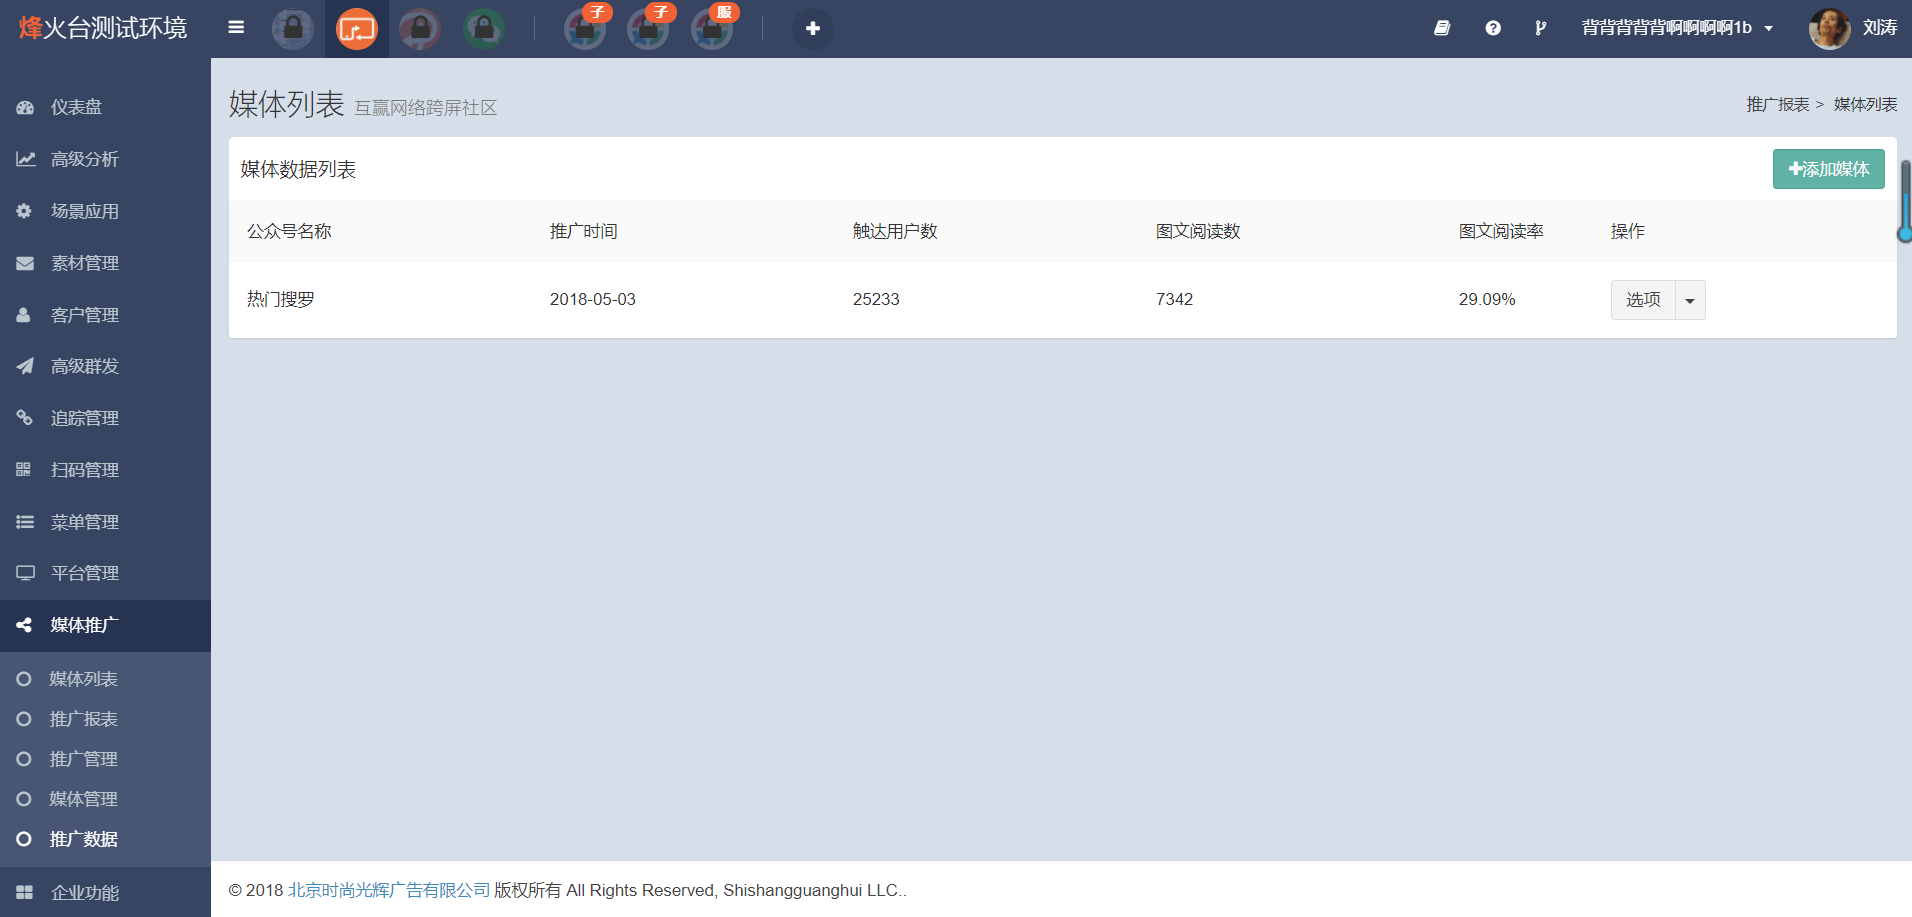 烽火台测试环境
子
子
服
背背背背背啊啊啊啊1b
刘涛
仪表盘
高级分析
场景应用
素材管理
客户管理
高级群发
追踪管理
扫码管理
菜单管理
平台管理
媒体推广
媒体列表
推广报表
推广管理
媒体管理
推广数据
企业功能
媒体列表 互赢网络跨屏社区
推广报表 > 媒体列表
媒体数据列表
添加媒体
公众号名称 推广时间 触达用户数 图文阅读数 图文阅读率 操作
热门搜罗 2018-05-03 25233 7342 29.09% 选项
© 2018 北京时尚光辉广告有限公司 版权所有 All Rights Reserved, Shishangguanghui LLC..